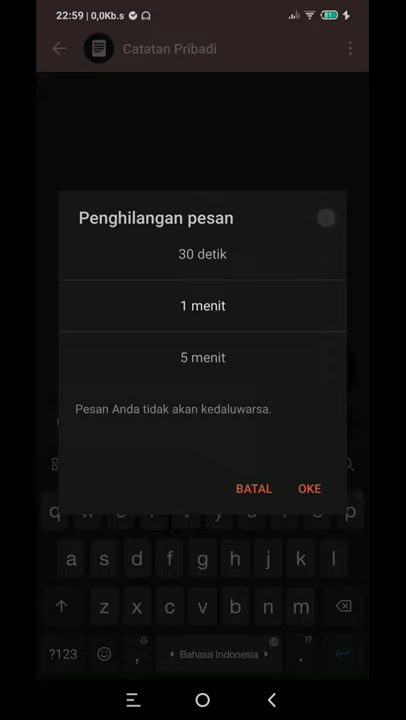 22:59 | 0,0Kb.s
81
Catatan Pribadi
Penghilangan pesan
30 detik
1 menit
5 menit
Pesan Anda tidak akan kedaluwarsa.
BATAL OKE
q w e r t y u i o p
a s d f g h j k l
z x c v b n m
?123 , Bahasa Indonesia . !?